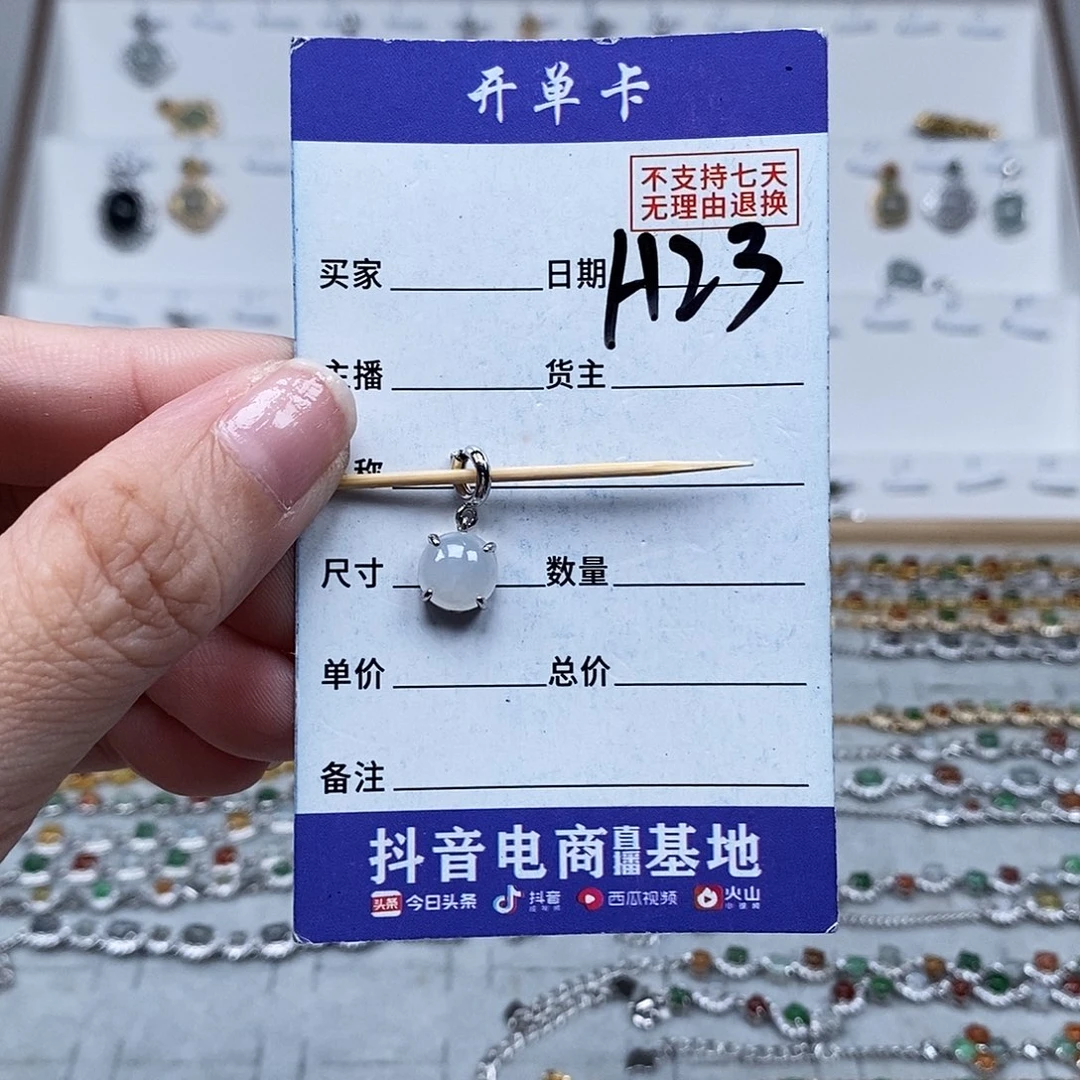 开单卡
不支持七天
无理由退换
买家 日期 H23
主播 货主
称
尺寸 数量
单价 总价
备注
抖音电商直播基地
头条 今日头条 抖音 西瓜视频 火山